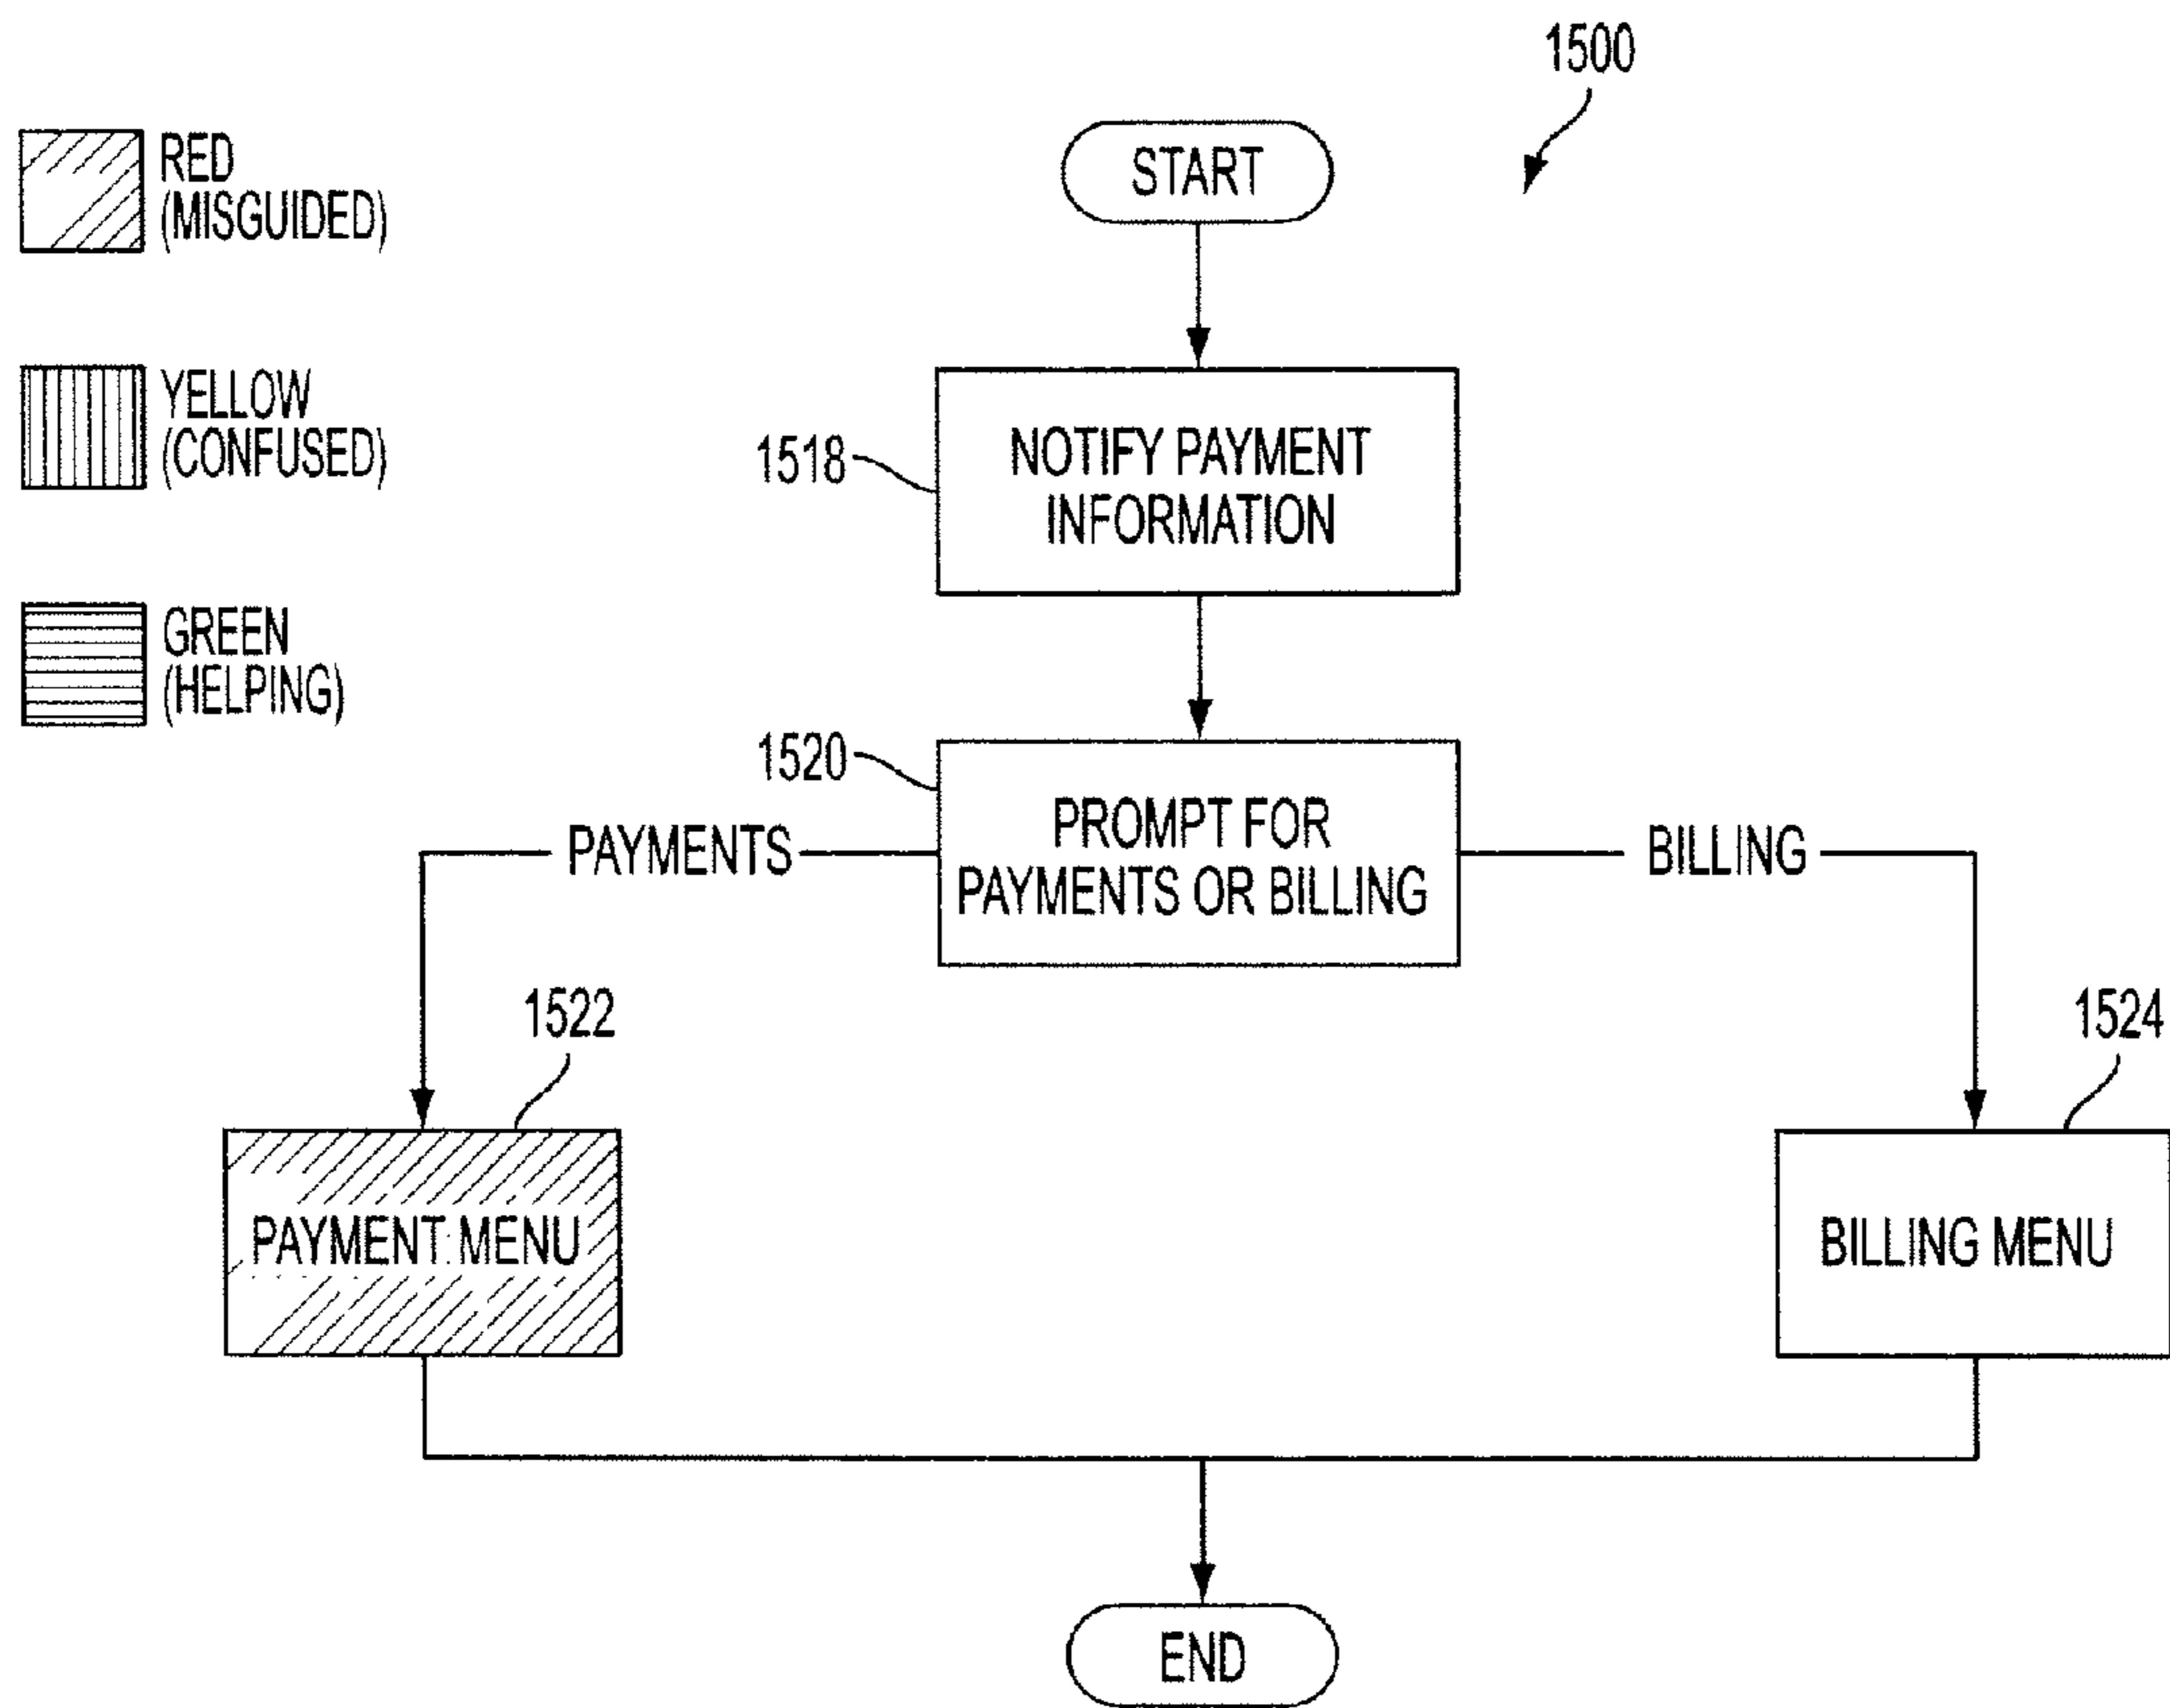 1500
RED
(MISGUIDED)
START
YELLOW
(CONFUSED)
1518
NOTIFY PAYMENT
INFORMATION
GREEN
(HELPING)
1520
PROMPT FOR
PAYMENTS OR BILLING
PAYMENTS
BILLING
1522
1524
PAYMENT MENU
BILLING MENU
END